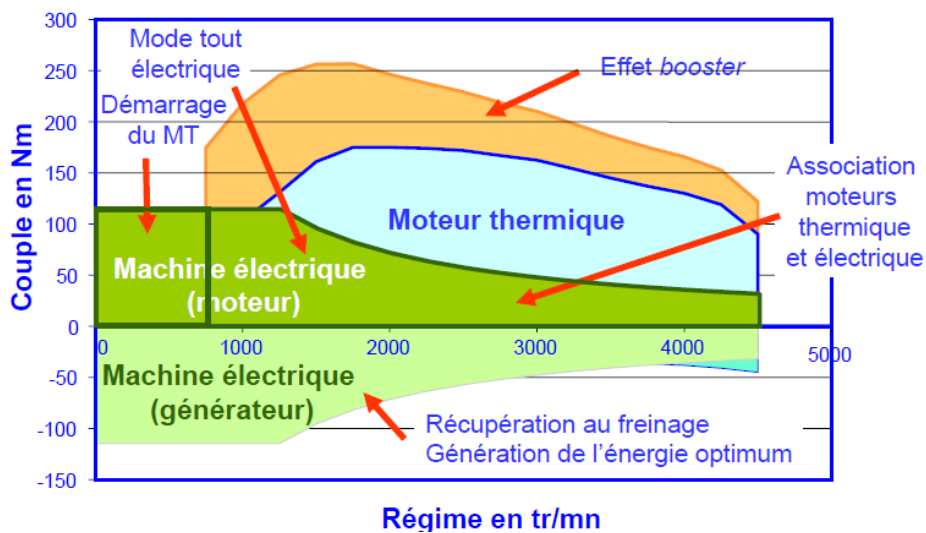 300
250
200
150
100
50
0
-50
-100
-150
Couple en Nm
Mode tout
électrique
Démarrage
du MT
Effet booster
Association
moteurs
thermique
et électrique
Moteur thermique
Machine électrique
(moteur)
0
1000
2000
3000
4000
5000
Machine électrique
(générateur)
Récupération au freinage
Génération de l'énergie optimum
Régime en tr/mn